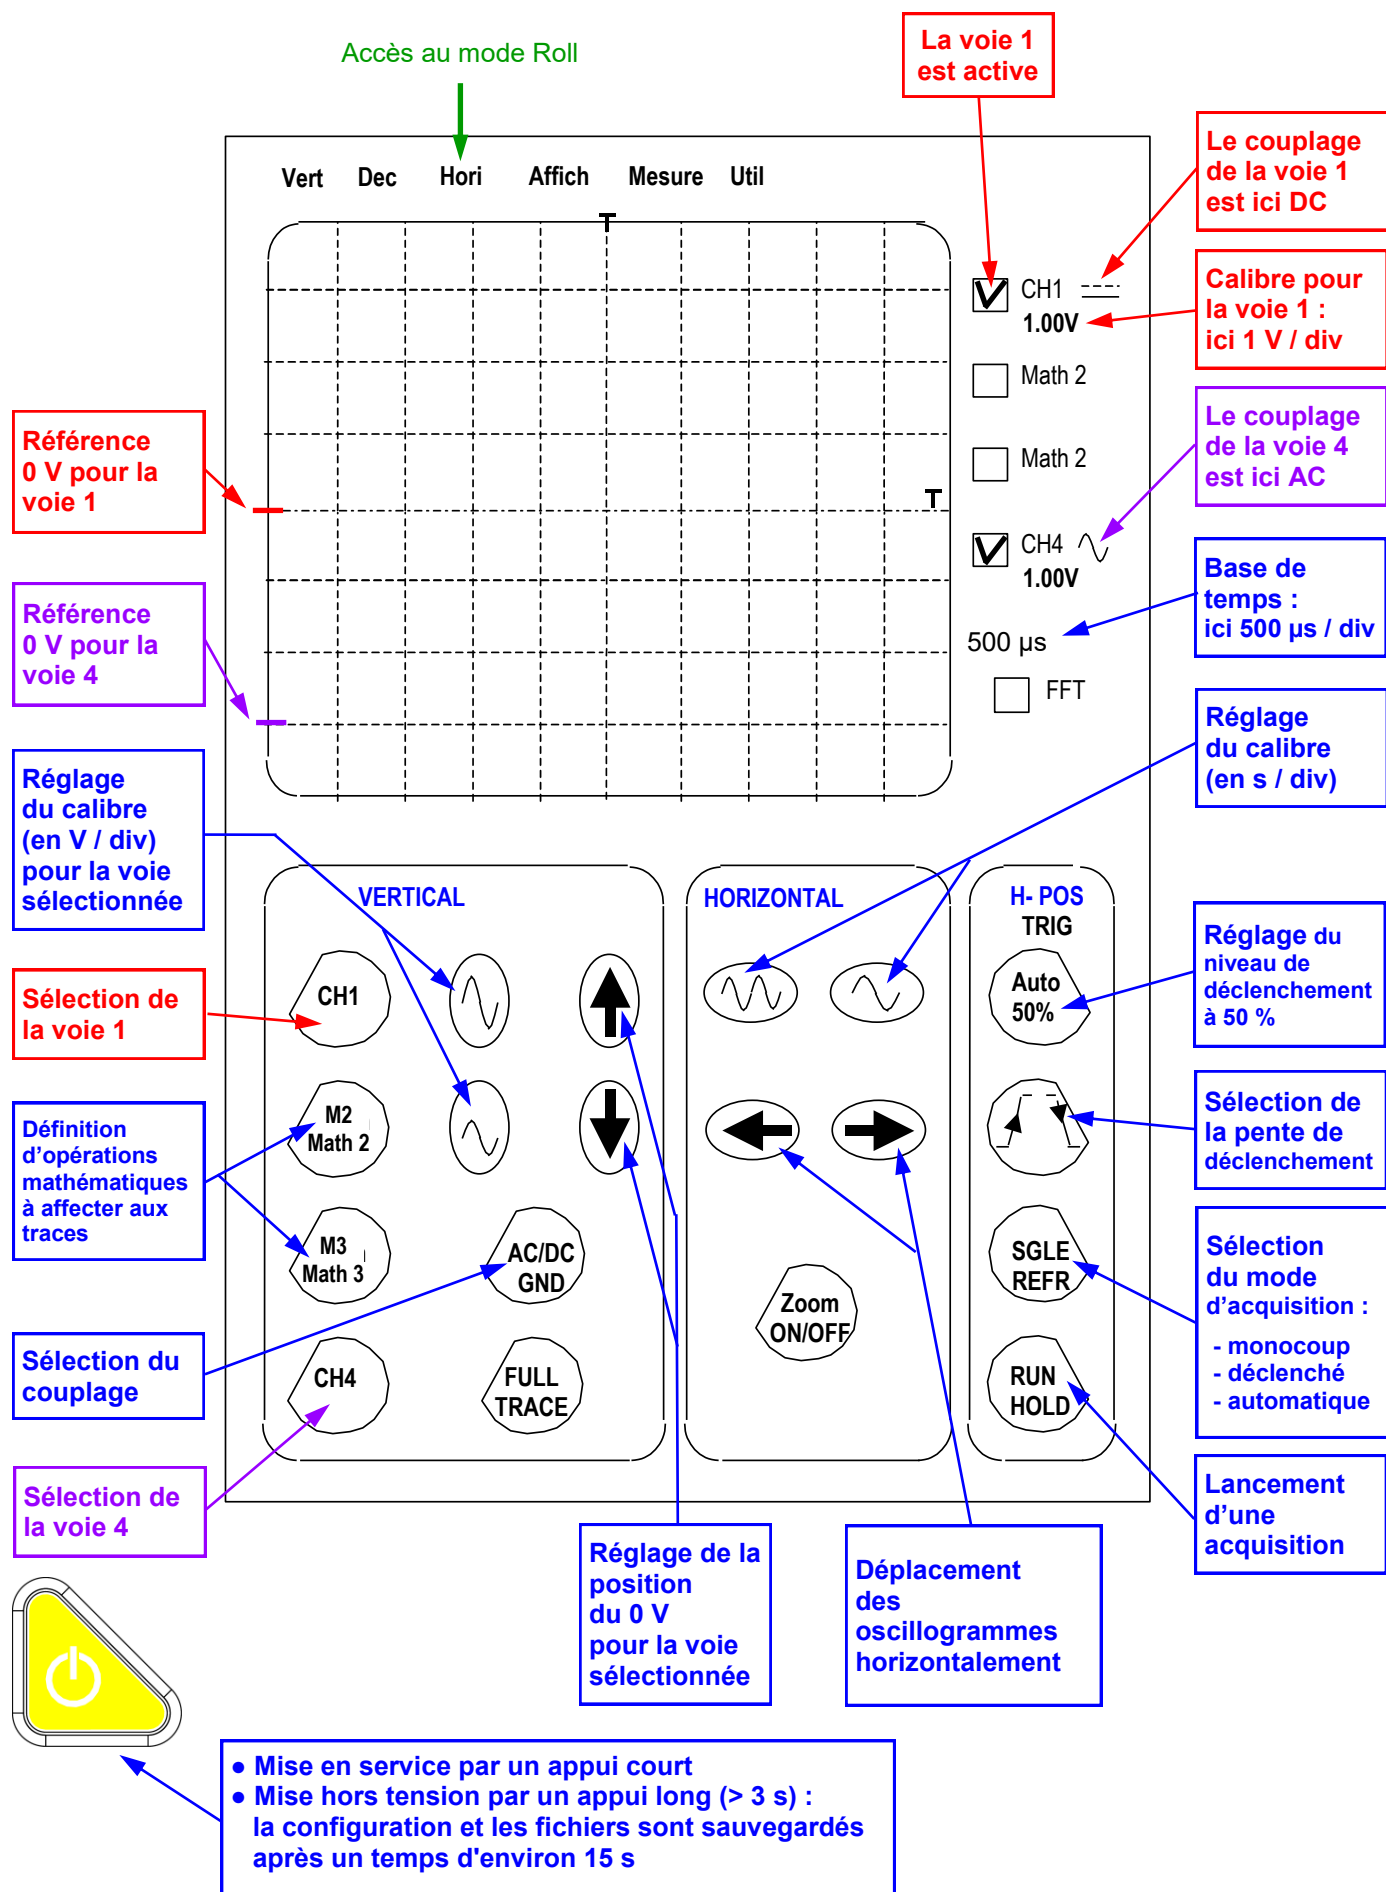 Accès au mode Roll
La voie 1
est active
Vert Dec Hori Affich Mesure Util
T
Le couplage
de la voie 1
est ici DC
CH1
1.00V
Calibre pour
la voie 1 :
ici 1 V / div
Math 2
Math 2
Le couplage
de la voie 4
est ici AC
Référence
0 V pour la
voie 1
T
CH4
1.00V
Base de
temps :
ici 500 µs / div
Référence
0 V pour la
voie 4
500 µs
FFT
Réglage
du calibre
(en s / div)
Réglage
du calibre
(en V / div)
pour la voie
sélectionnée
VERTICAL
HORIZONTAL
H- POS
TRIG
CH1
Auto
50%
Réglage du
niveau de
déclenchement
à 50 %
Sélection de
la voie 1
M2
Math 2
Sélection de
la pente de
déclenchement
Définition
d'opérations
mathématiques
à affecter aux
traces
M3
Math 3
AC/DC
GND
SGLE
REFR
Sélection
du mode
d'acquisition :
- monocoup
- déclenché
- automatique
Zoom
ON/OFF
Sélection du
couplage
CH4
FULL
TRACE
RUN
HOLD
Sélection de
la voie 4
Lancement
d'une
acquisition
Réglage de la
position
du 0 V
pour la voie
sélectionnée
Déplacement
des
oscillogrammes
horizontalement
● Mise en service par un appui court
● Mise hors tension par un appui long (> 3 s) :
la configuration et les fichiers sont sauvegardés
après un temps d'environ 15 s